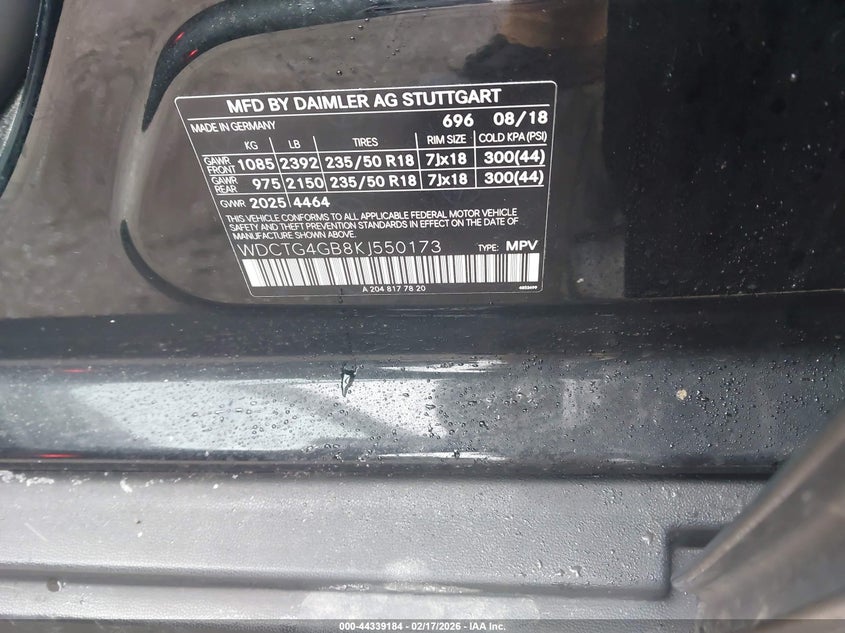 MFD BY DAIMLER AG STUTTGART
MADE IN GERMANY 696 08/18
KG LB TIRES RIM SIZE COLD KPA(PSI)
GAWR FRONT 1085 2392 235/50 R18 7Jx18 300(44)
GAWR REAR 975 2150 235/50 R18 7Jx18 300(44)
GVWR 2025 4464
THIS VEHICLE CONFORMS TO ALL APPLICABLE FEDERAL MOTOR VEHICLE
SAFETY AND THEFT PREVENTION STANDARDS IN EFFECT ON THE DATE OF
MANUFACTURE SHOWN ABOVE.
WDCTG4GB8KJ550173 TYPE: MPV
A 204 817 78 20
000-44339184 - 02/17/2026 - IAA Inc.